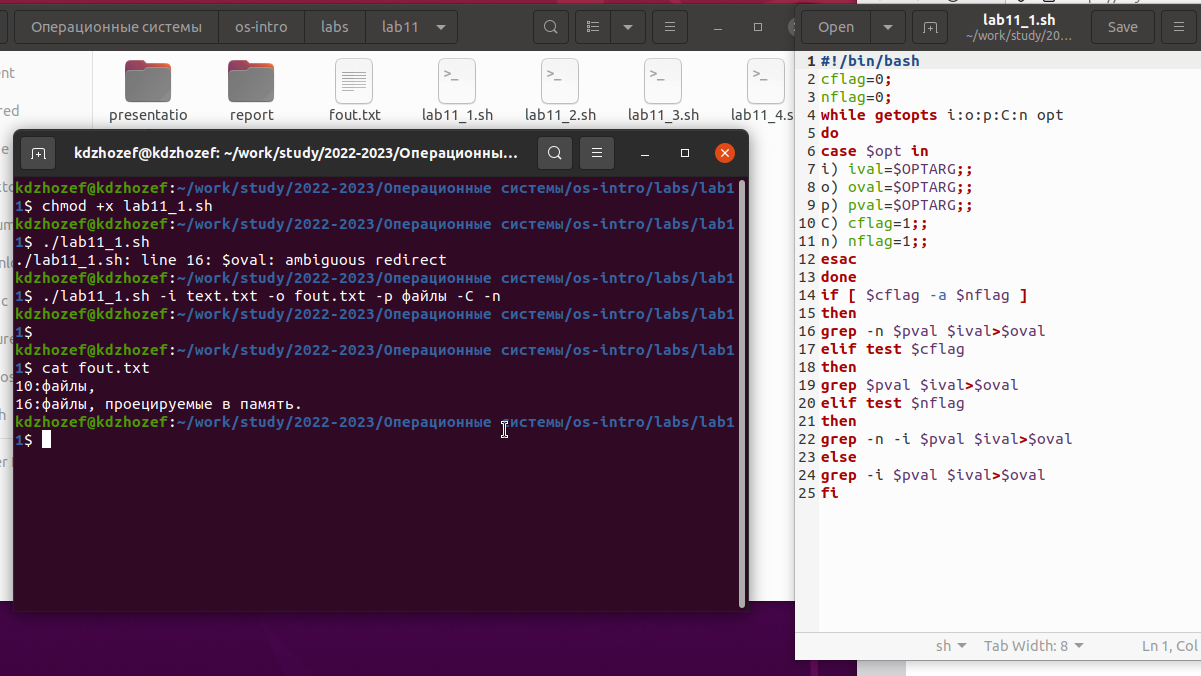 Операционные системы
os-intro
labs
lab11
presentatio
report
fout.txt
lab11_1.sh
lab11_2.sh
lab11_3.sh
lab11_4.s
kdzhozef@kdzhozef: ~/work/study/2022-2023/Операционны...
kdzhozef@kdzhozef:~/work/study/2022-2023/Операционные системы/os-intro/labs/lab1
1$ chmod +x lab11_1.sh
kdzhozef@kdzhozef:~/work/study/2022-2023/Операционные системы/os-intro/labs/lab1
1$ ./lab11_1.sh
./lab11_1.sh: line 16: $oval: ambiguous redirect
kdzhozef@kdzhozef:~/work/study/2022-2023/Операционные системы/os-intro/labs/lab1
1$ ./lab11_1.sh -i text.txt -o fout.txt -p файлы -C -n
kdzhozef@kdzhozef:~/work/study/2022-2023/Операционные системы/os-intro/labs/lab1
1$
kdzhozef@kdzhozef:~/work/study/2022-2023/Операционные системы/os-intro/labs/lab1
1$ cat fout.txt
10:файлы,
16:файлы, проецируемые в память.
kdzhozef@kdzhozef:~/work/study/2022-2023/Операционные системы/os-intro/labs/lab1
1$
Open
lab11_1.sh
~/work/study/20...
Save
1 #!/bin/bash
2 cflag=0;
3 nflag=0;
4 while getopts i:o:p:C:n opt
5 do
6 case $opt in
7 i) ival=$OPTARG;;
8 o) oval=$OPTARG;;
9 p) pval=$OPTARG;;
10 C) cflag=1;;
11 n) nflag=1;;
12 esac
13 done
14 if [ $cflag -a $nflag ]
15 then
16 grep -n $pval $ival>$oval
17 elif test $cflag
18 then
19 grep $pval $ival>$oval
20 elif test $nflag
21 then
22 grep -n -i $pval $ival>$oval
23 else
24 grep -i $pval $ival>$oval
25 fi
sh
Tab Width: 8
Ln 1, Col